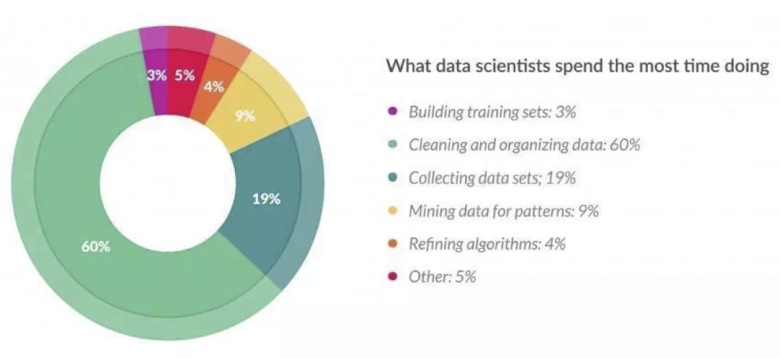 What data scientists spend the most time doing
3% 5%
4%
9%
19%
60%
Building training sets: 3%
Cleaning and organizing data: 60%
Collecting data sets; 19%
Mining data for patterns: 9%
Refining algorithms: 4%
Other: 5%